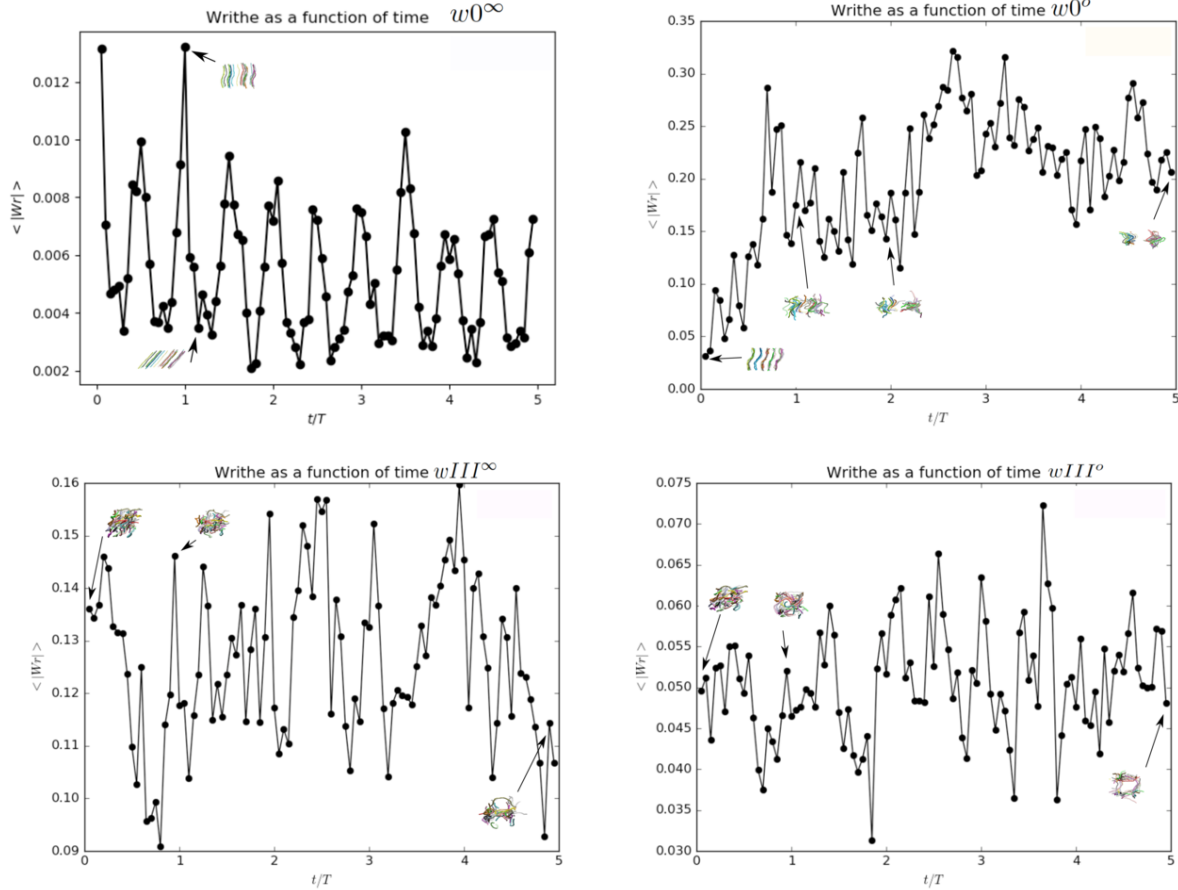 Writhe as a function of time w0^∞
0.012
0.010
0.008
0.006
0.004
0.002
< |Wr| >
0 1 2 3 4 5
t/T
Writhe as a function of time w0^o
0.35
0.30
0.25
0.20
0.15
0.10
0.05
0.00
< |Wr| >
0 1 2 3 4 5
t/T
Writhe as a function of time wIII^∞
0.16
0.15
0.14
0.13
0.12
0.11
0.10
0.09
< |Wr| >
0 1 2 3 4 5
t/T
Writhe as a function of time wIII^o
0.075
0.070
0.065
0.060
0.055
0.050
0.045
0.040
0.035
0.030
< |Wr| >
0 1 2 3 4 5
t/T